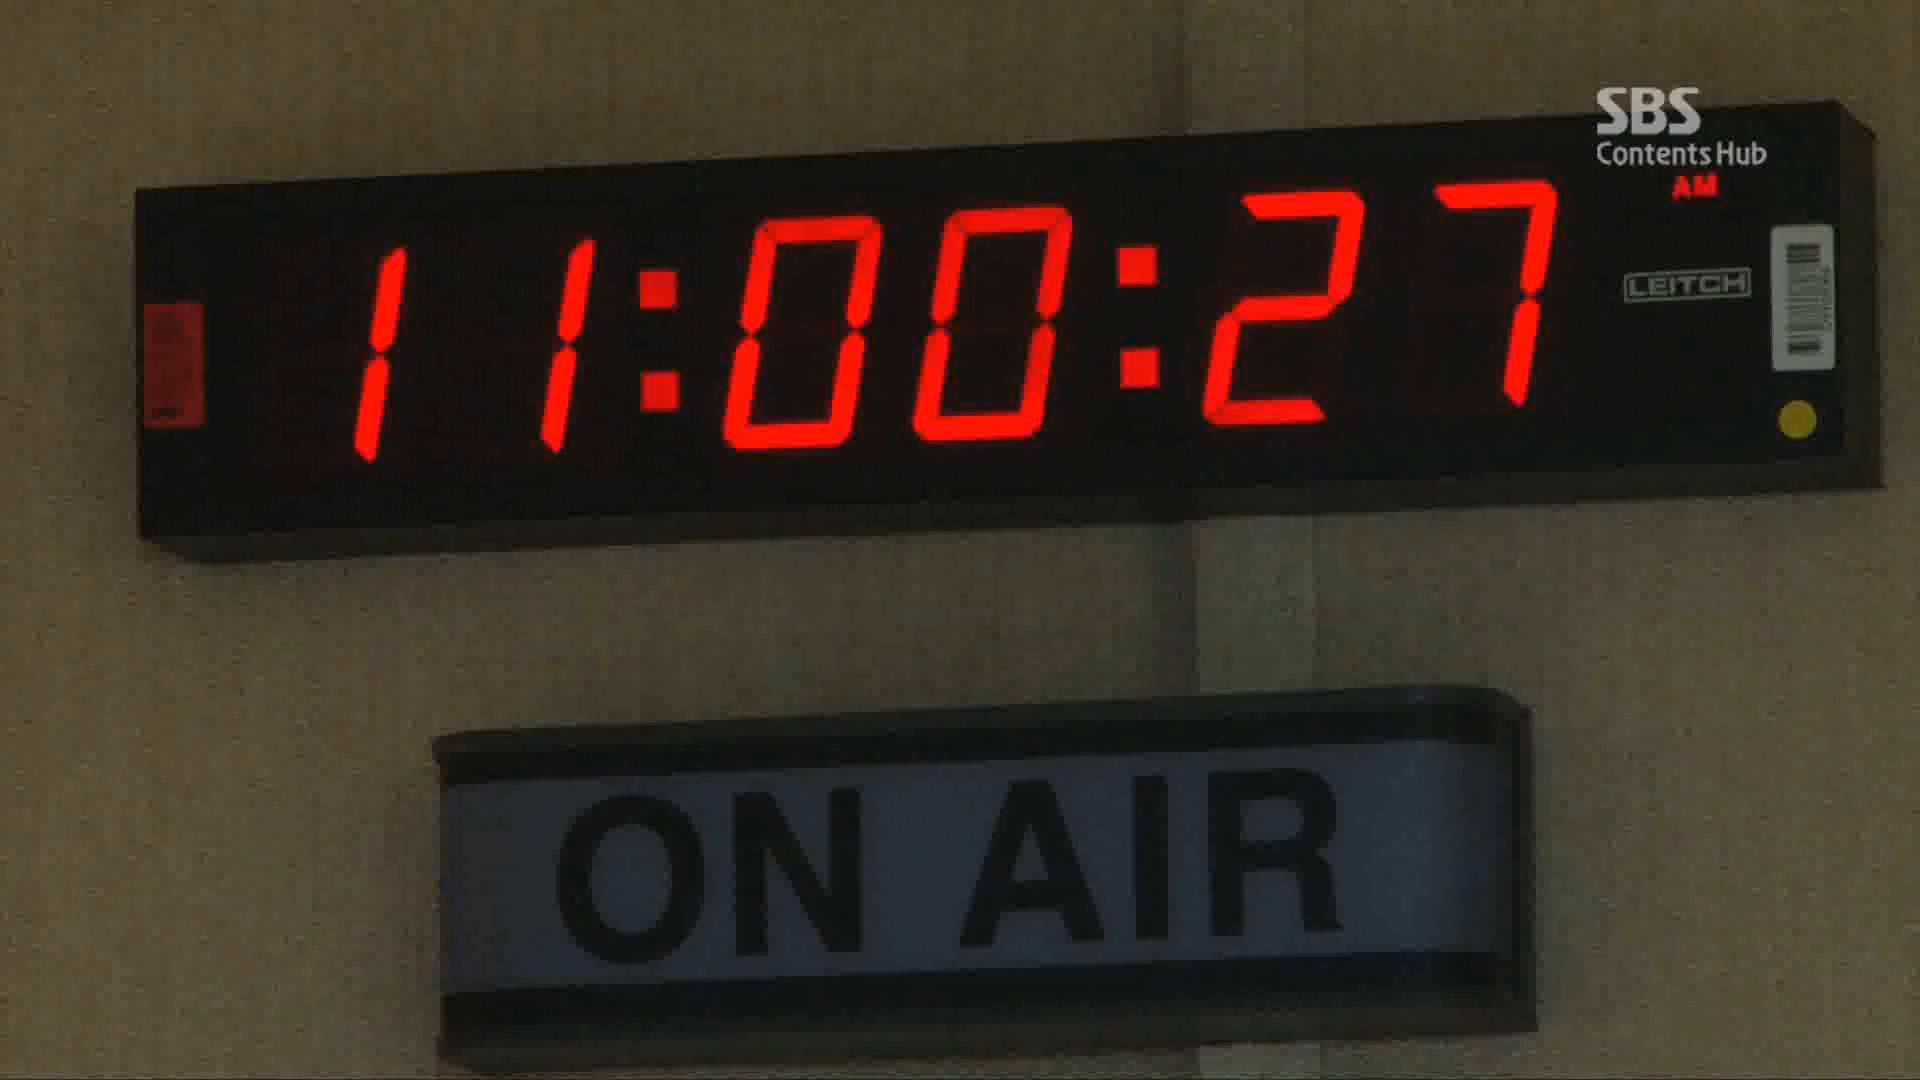 SBS
Contents Hub
AM
11:00:27
LEITCH
ON AIR